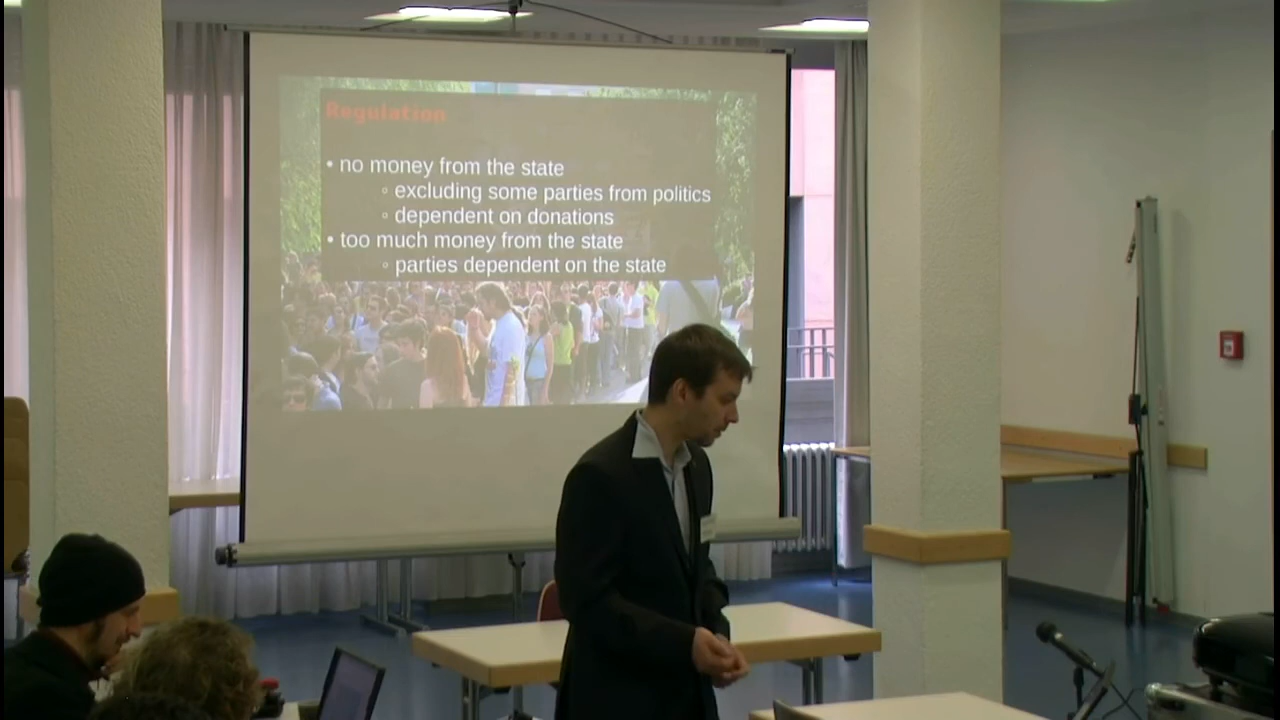 Regulation
• no money from the state
◦ excluding some parties from politics
◦ dependent on donations
• too much money from the state
◦ parties dependent on the state